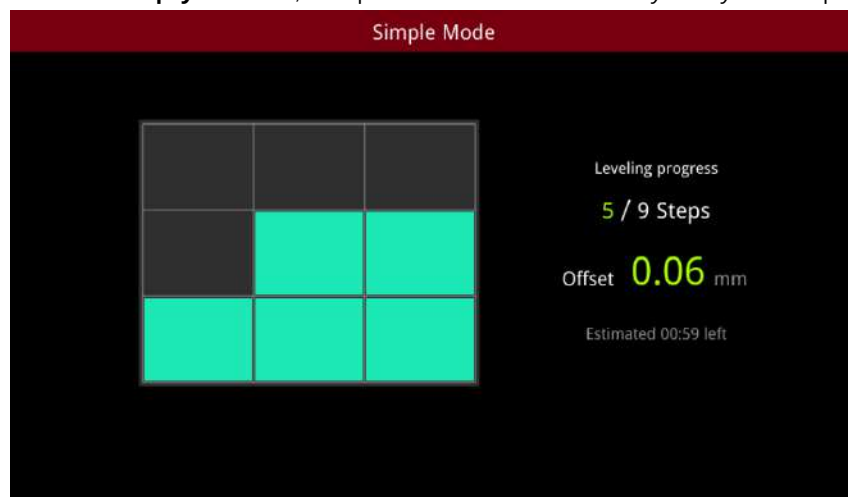 Simple Mode
Leveling progress
5 / 9 Steps
Offset 0.06 mm
Estimated 00:59 left